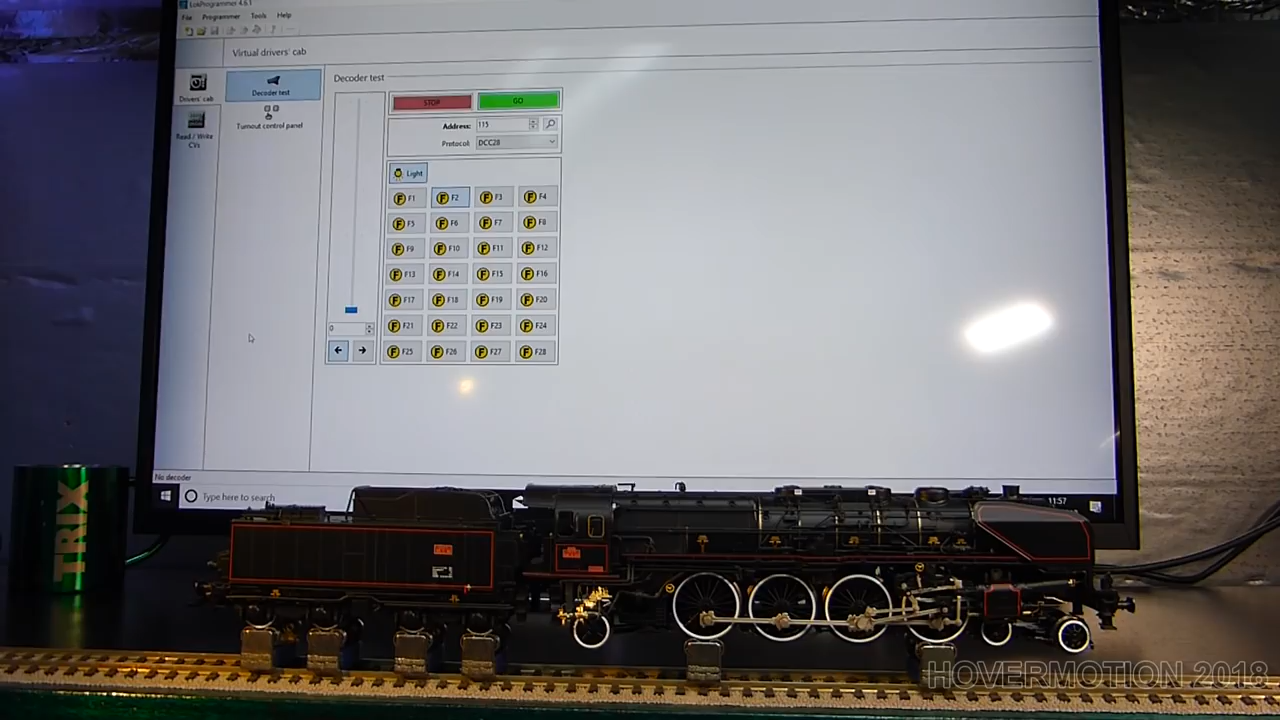 LokProgrammer 4.6.1
File Programmer Tools Help
Virtual drivers' cab
Drivers' cab
Read / Write
CVs
Decoder test
Turnout control panel
Decoder test
STOP GO
Address: 115
Protocol: DCC28
Light
F1 F2 F3 F4
F5 F6 F7 F8
F9 F10 F11 F12
F13 F14 F15 F16
F17 F18 F19 F20
F21 F22 F23 F24
F25 F26 F27 F28
0
No decoder
Type here to search
11:57
TRIX
HOVERMOTION 2018